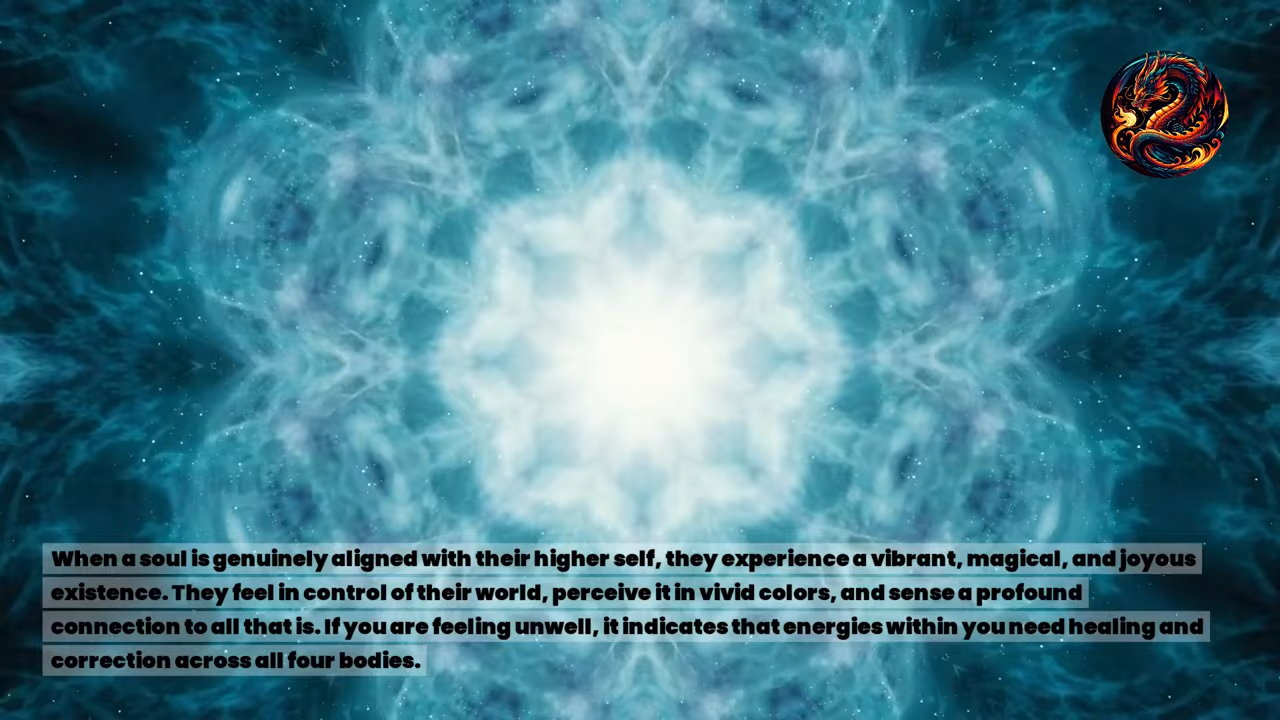 When a soul is genuinely aligned with their higher self, they experience a vibrant, magical, and joyous
existence. They feel in control of their world, perceive it in vivid colors, and sense a profound
connection to all that is. If you are feeling unwell, it indicates that energies within you need healing and
correction across all four bodies.